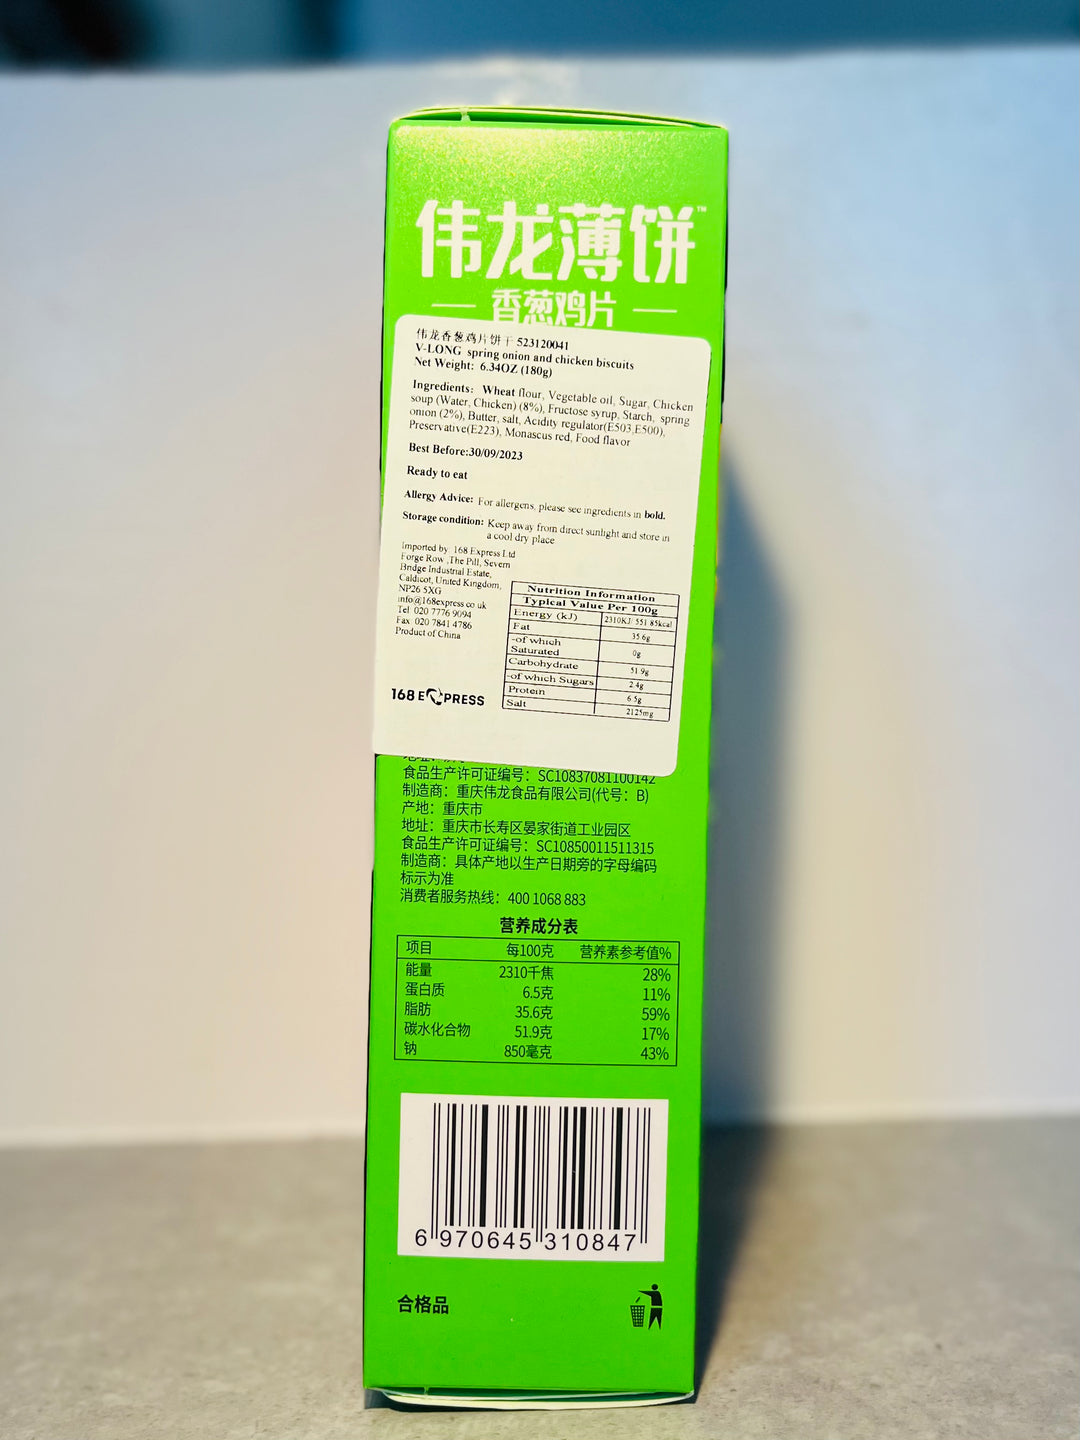 伟龙薄饼™
香葱鸡片
伟龙香葱鸡片饼干 523120041
V-LONG spring onion and chicken biscuits
Net Weight: 6.34OZ (180g)
Ingredients: Wheat flour, Vegetable oil, Sugar, Chicken
soup (Water, Chicken) (8%), Fructose syrup, Starch, spring
onion (2%), Butter, salt, Acidity regulator(E503,E500),
Preservative(E223), Monascus red, Food flavor
Best Before:30/09/2023
Ready to eat
Allergy Advice: For allergens, please see ingredients in bold.
Storage condition: Keep away from direct sunlight and store in
a cool dry place
Imported by 168 Express Ltd
Forge Row ,The Pill, Severn
Bridge Industrial Estate,
Caldicot, United Kingdom,
NP26 5XG
info@168express co uk
Tel 020 7776 9094
Fax 020 7841 4786
Product of China
168 EXPRESS
Nutrition Information
Typical Value Per 100g
Energy (kJ) 2310KJ/ 551 85kcal
Fat 35.6g
-of which
Saturated 0g
Carbohydrate 51.9g
-of which Sugars 2.4g
Protein 6.5g
Salt 2125mg
食品生产许可证编号：SC10837081100142
制造商：重庆伟龙食品有限公司(代号：B)
产地：重庆市
地址：重庆市长寿区晏家街道工业园区
食品生产许可证编号：SC10850011511315
制造商：具体产地以生产日期旁的字母编码
标示为准
消费者服务热线：400 1068 883
营养成分表
项目 每100克 营养素参考值%
能量 2310千焦 28%
蛋白质 6.5克 11%
脂肪 35.6克 59%
碳水化合物 51.9克 17%
钠 850毫克 43%
6 970645 310847
合格品